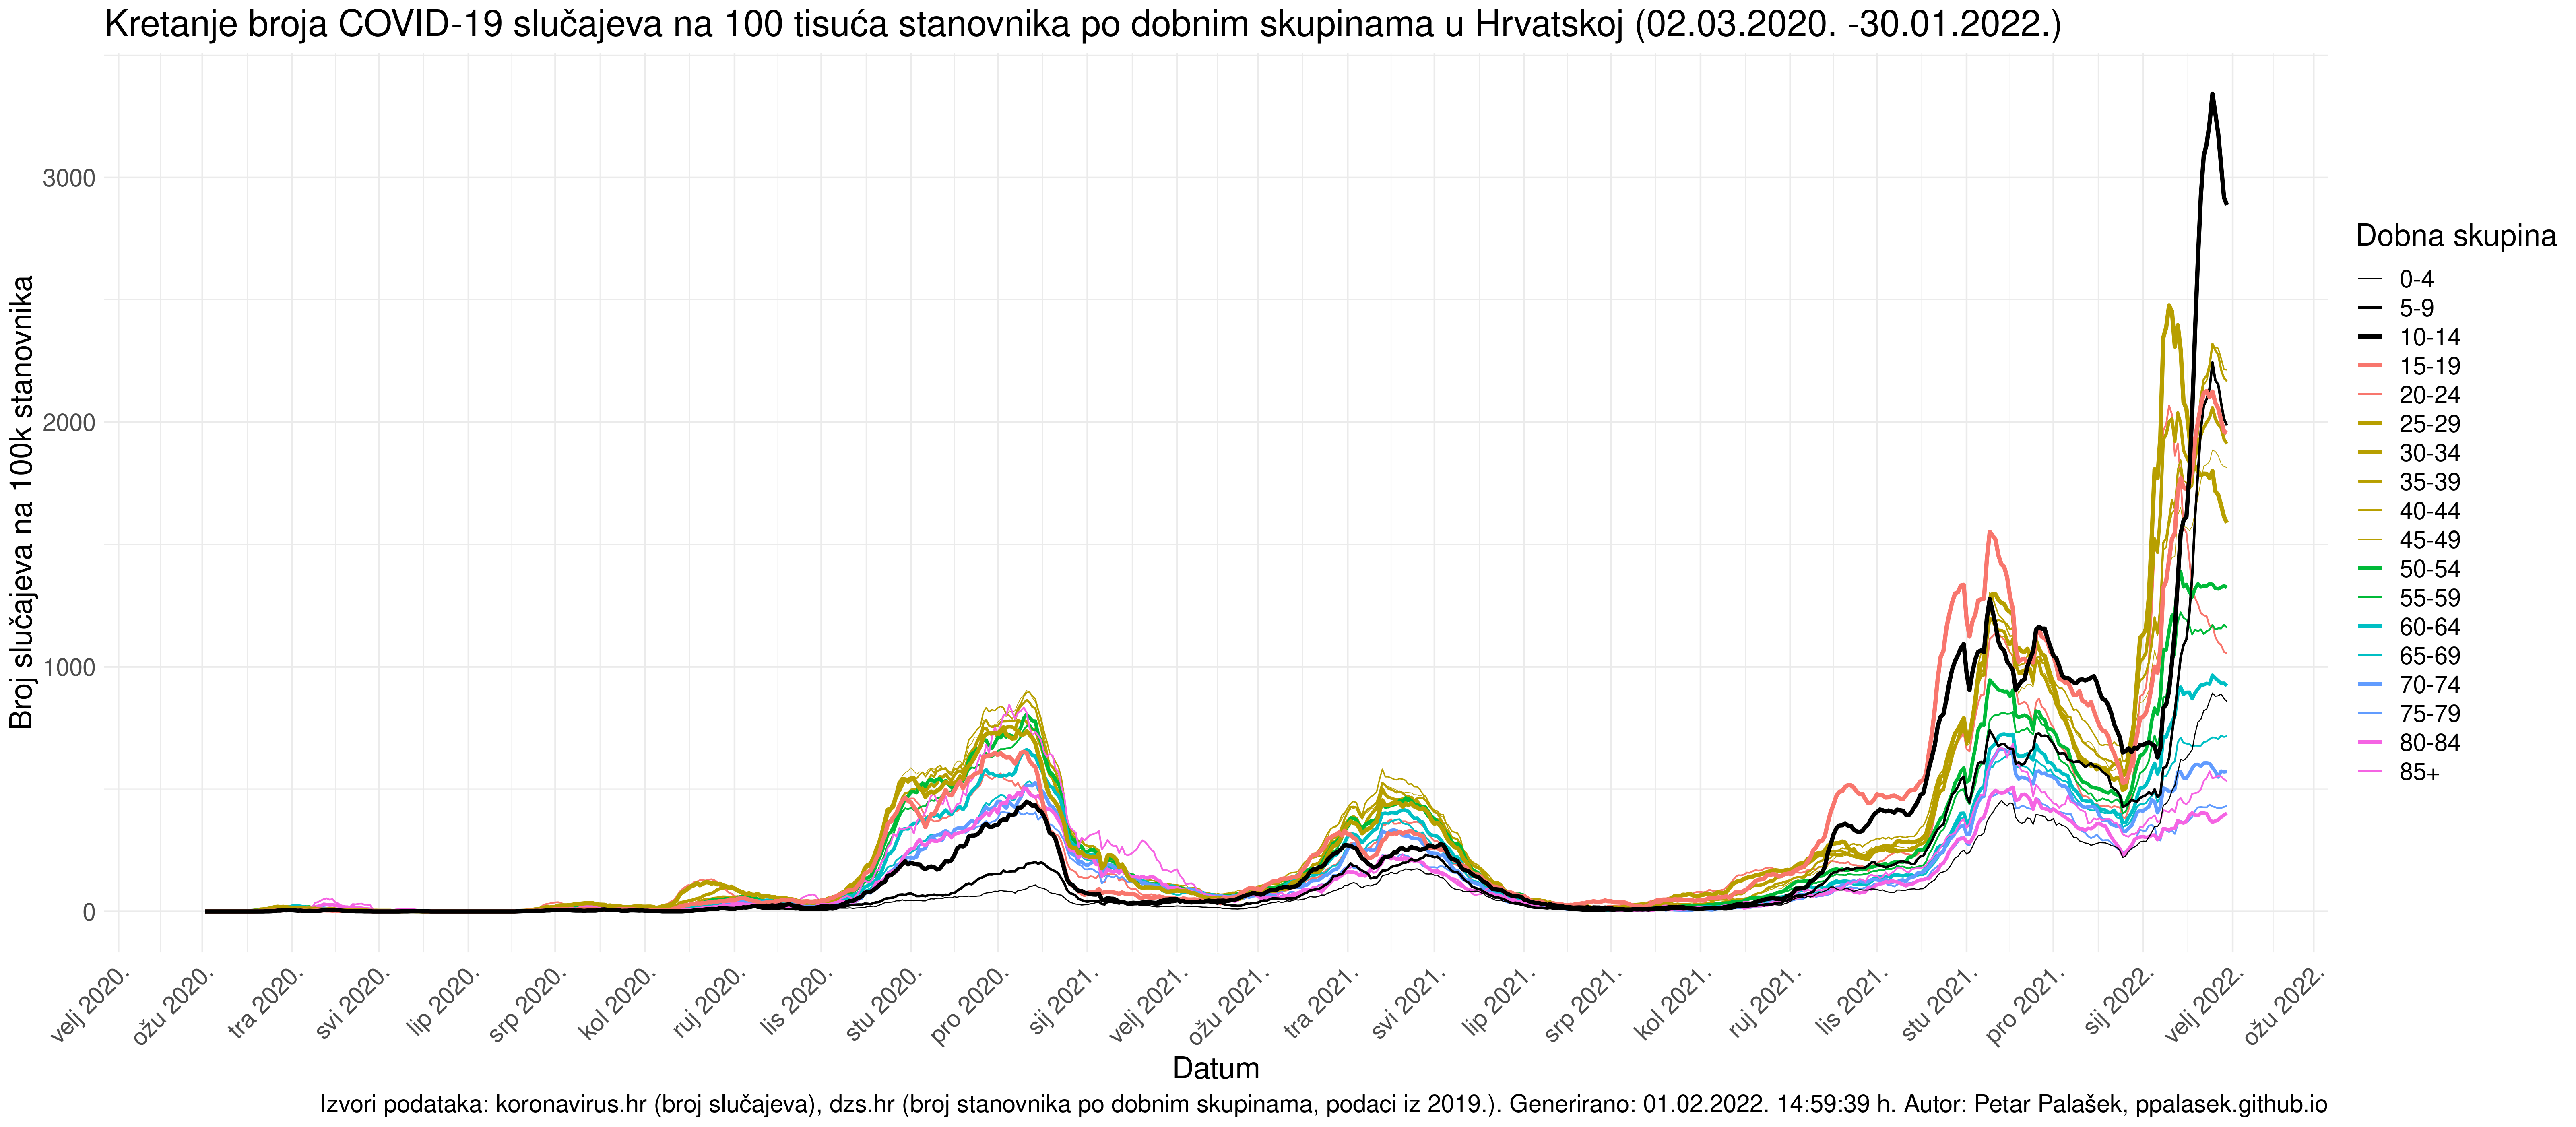 Kretanje broja COVID-19 slučajeva na 100 tisuća stanovnika po dobnim skupinama u Hrvatskoj (02.03.2020. -30.01.2022.)
Broj slučajeva na 100k stanovnika
3000
2000
1000
0
velj 2020.
ožu 2020.
tra 2020.
svi 2020.
lip 2020.
srp 2020.
kol 2020.
ruj 2020.
lis 2020.
stu 2020.
pro 2020.
sij 2021.
velj 2021.
ožu 2021.
tra 2021.
svi 2021.
lip 2021.
srp 2021.
kol 2021.
ruj 2021.
lis 2021.
stu 2021.
pro 2021.
sij 2022.
velj 2022.
ožu 2022.
Datum
Dobna skupina
0-4
5-9
10-14
15-19
20-24
25-29
30-34
35-39
40-44
45-49
50-54
55-59
60-64
65-69
70-74
75-79
80-84
85+
Izvori podataka: koronavirus.hr (broj slučajeva), dzs.hr (broj stanovnika po dobnim skupinama, podaci iz 2019.). Generirano: 01.02.2022. 14:59:39 h. Autor: Petar Palašek, ppalasek.github.io